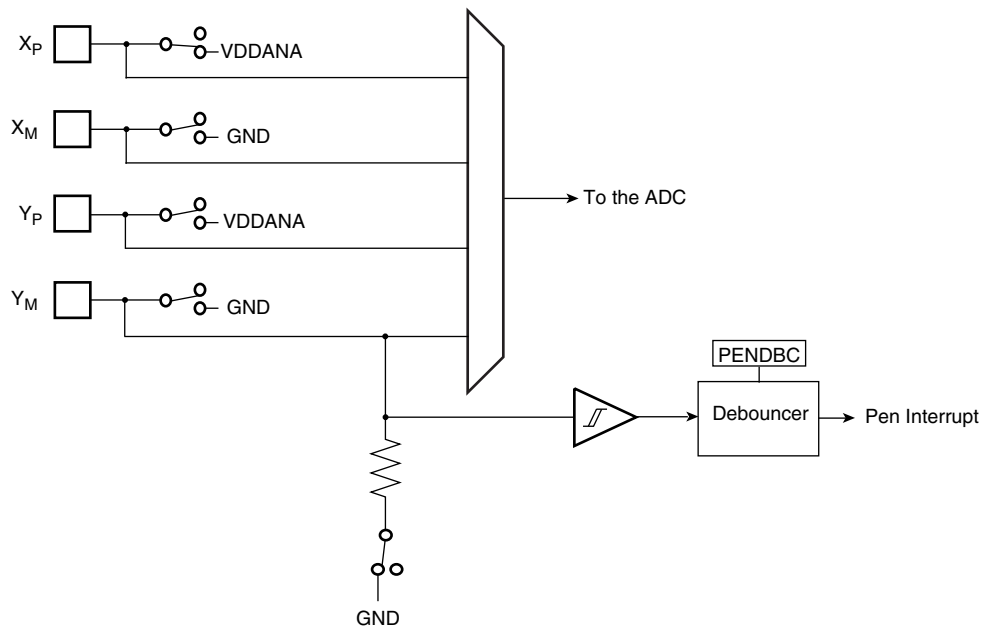 XP
VDDANA
XM
GND
To the ADC
YP
VDDANA
YM
GND
PENDBC
Debouncer
Pen Interrupt
GND